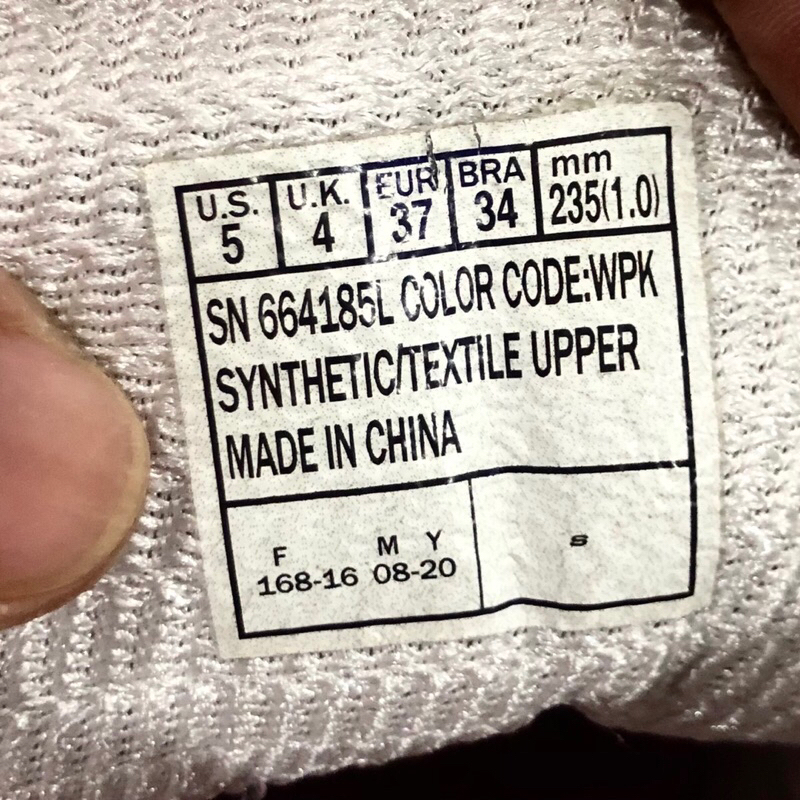 U.S. U.K. EUR BRA mm
5 4 37 34 235(1.0)
SN 664185L COLOR CODE:WPK
SYNTHETIC/TEXTILE UPPER
MADE IN CHINA
F M Y
168-16 08-20
s